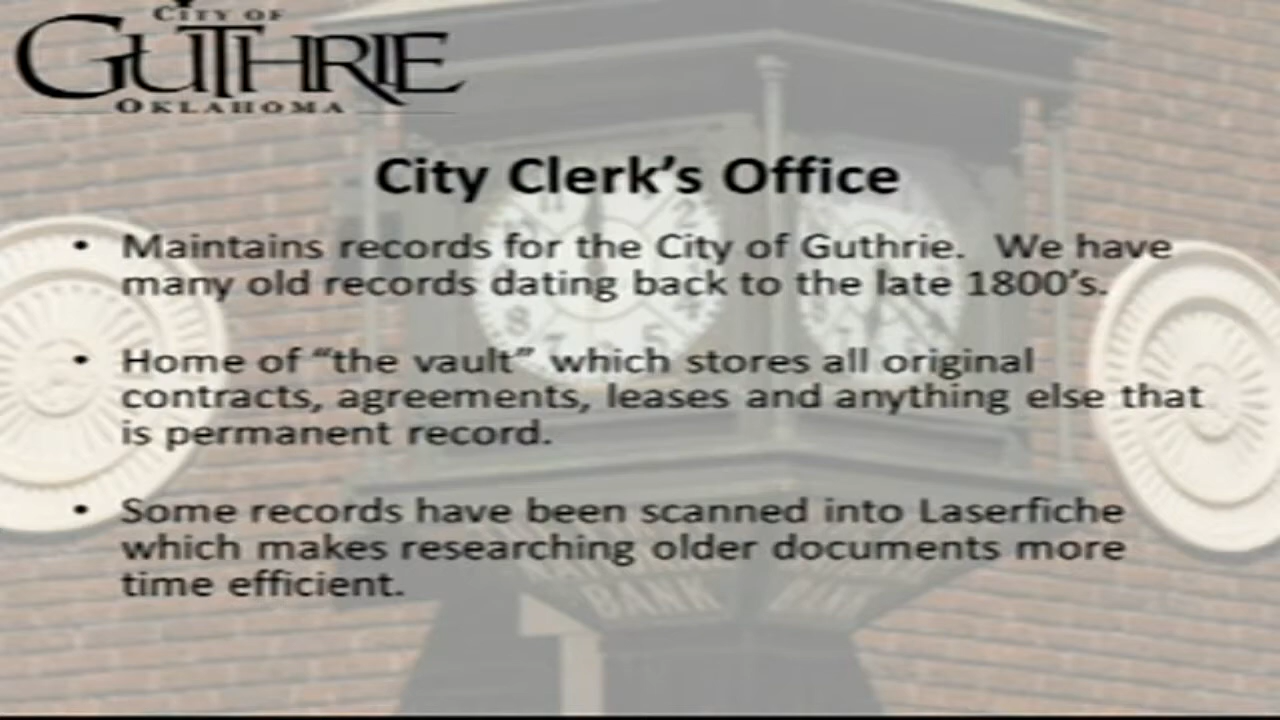 CITY OF
GUTHRIE
OKLAHOMA
City Clerk's Office
• Maintains records for the City of Guthrie. We have
many old records dating back to the late 1800's.
• Home of “the vault” which stores all original
contracts, agreements, leases and anything else that
is permanent record.
• Some records have been scanned into Laserfiche
which makes researching older documents more
time efficient.
BANK
BANK